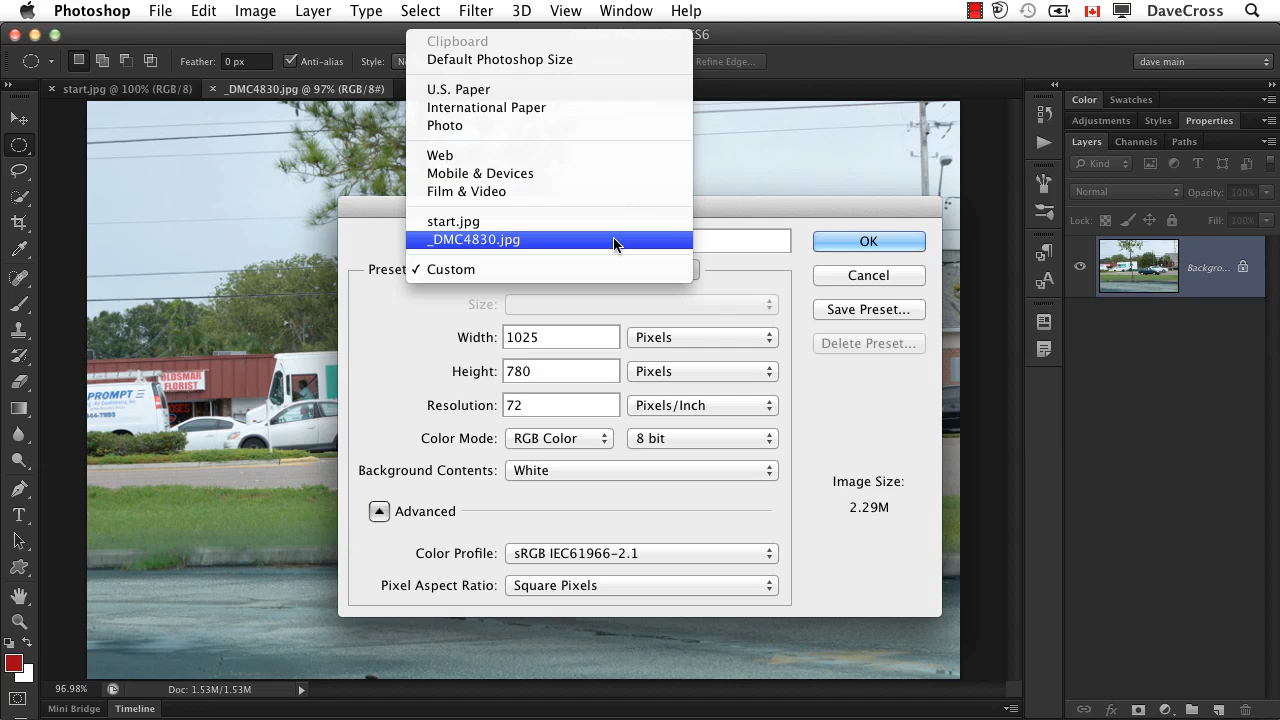 Photoshop File Edit Image Layer Type Select Filter 3D View Window Help DaveCross
S6
Feather: 0 px Anti-alias Style: Refine Edge... dave main
× start.jpg @ 100% (RGB/8) × _DMC4830.jpg @ 97% (RGB/8#)
Clipboard
Default Photoshop Size
U.S. Paper
International Paper
Photo
Web
Mobile & Devices
Film & Video
start.jpg
_DMC4830.jpg
✓ Custom
Preset
OK
Cancel
Save Preset...
Delete Preset...
Size:
Width: 1025 Pixels
Height: 780 Pixels
Resolution: 72 Pixels/Inch
Color Mode: RGB Color 8 bit
Background Contents: White
Advanced
Color Profile: sRGB IEC61966-2.1
Pixel Aspect Ratio: Square Pixels
Image Size:
2.29M
Color Swatches
Adjustments Styles Properties
Layers Channels Paths
Kind
Normal Opacity: 100%
Lock: Fill: 100%
Backgro...
OLDSMAR
FLORIST
PROMPT
96.98% Doc: 1.53M/1.53M
Mini Bridge Timeline